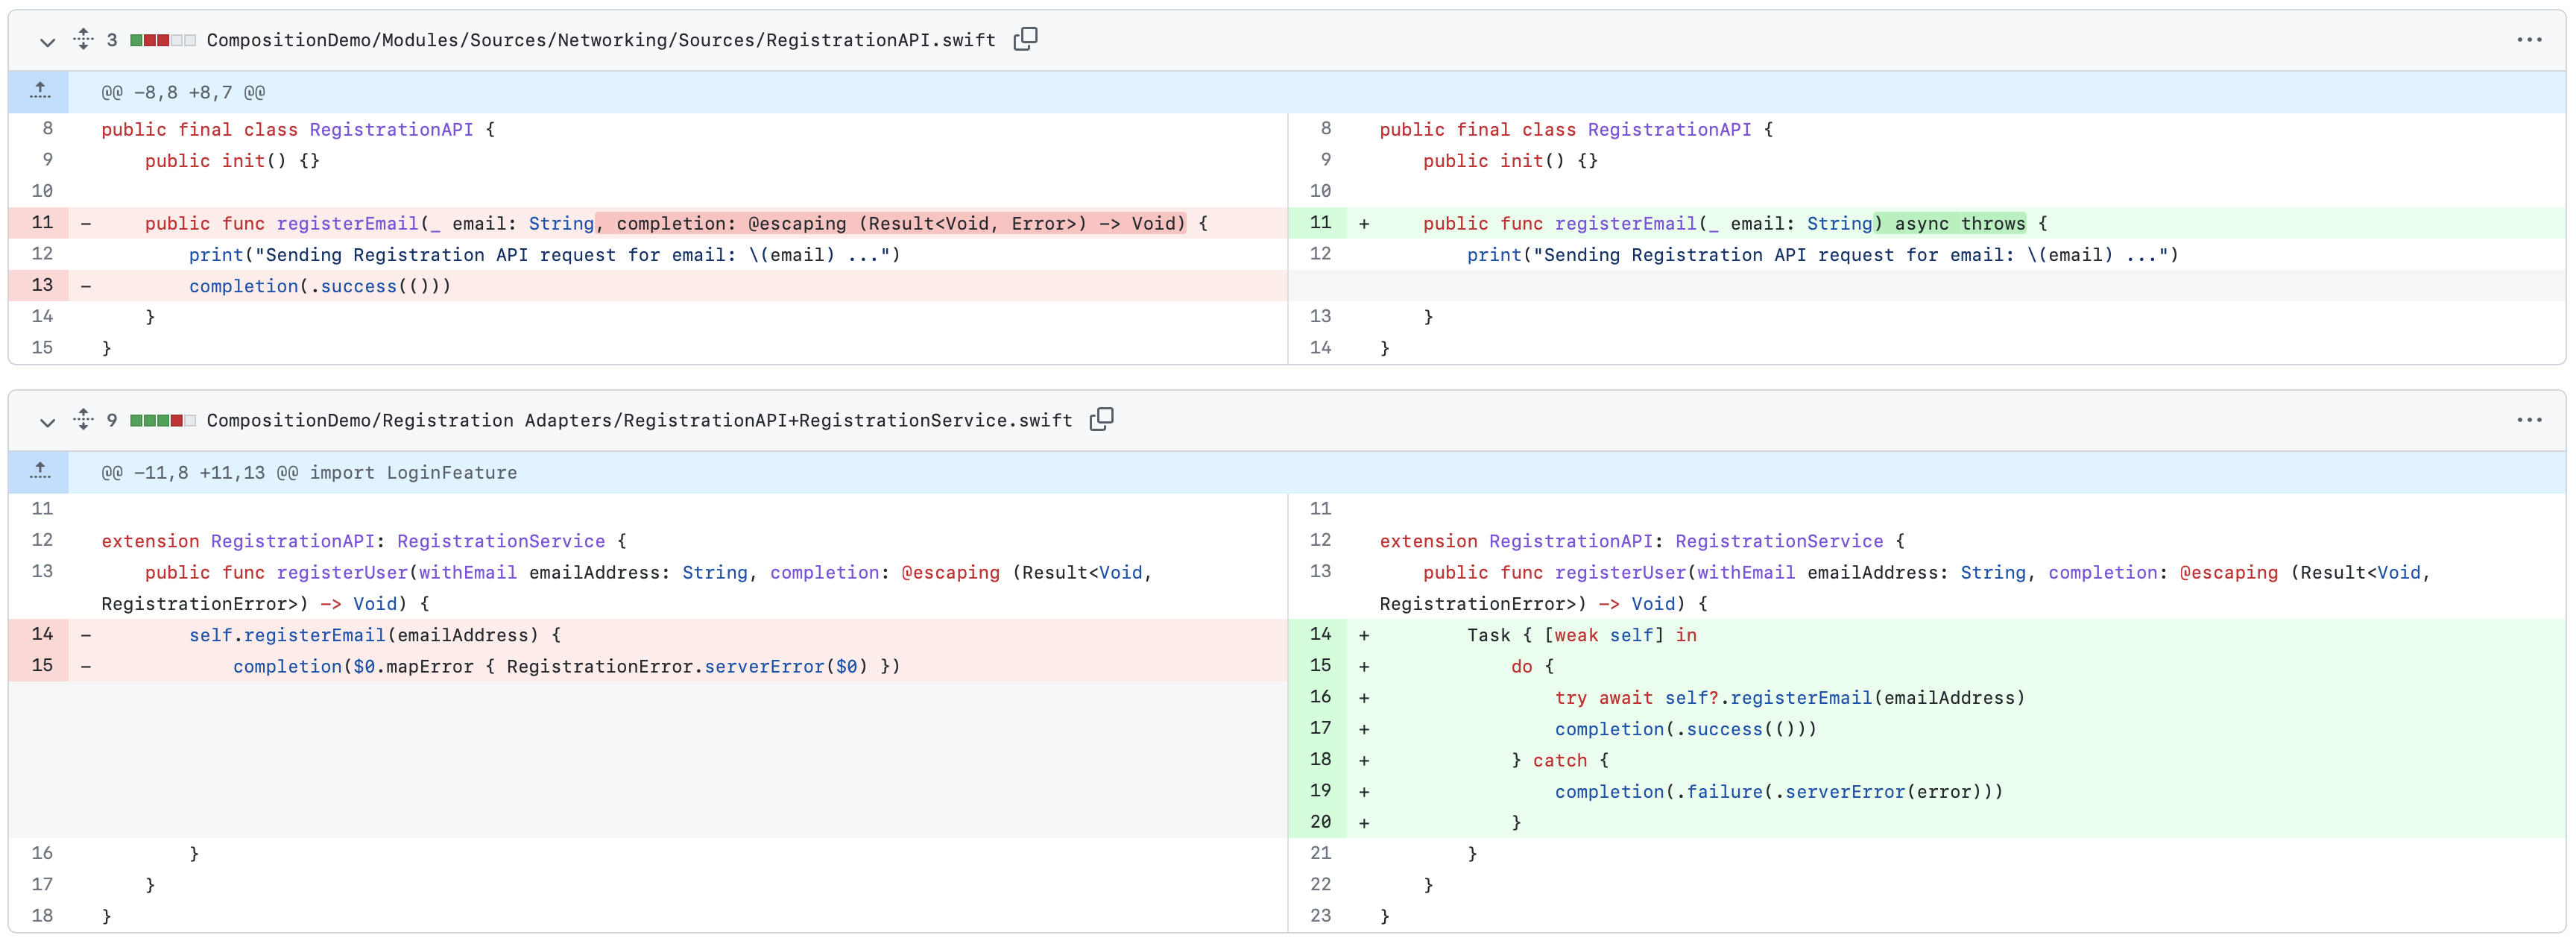 3 CompositionDemo/Modules/Sources/Networking/Sources/RegistrationAPI.swift
@@ -8,8 +8,7 @@
8 public final class RegistrationAPI {
9 public init() {}
10
11 - public func registerEmail(_ email: String, completion: @escaping (Result<Void, Error>) -> Void) {
12 print("Sending Registration API request for email: \(email) ...")
13 - completion(.success(()))
14 }
15 }
8 public final class RegistrationAPI {
9 public init() {}
10
11 + public func registerEmail(_ email: String) async throws {
12 print("Sending Registration API request for email: \(email) ...")
13 }
14 }
9 CompositionDemo/Registration Adapters/RegistrationAPI+RegistrationService.swift
@@ -11,8 +11,13 @@ import LoginFeature
11
12 extension RegistrationAPI: RegistrationService {
13 public func registerUser(withEmail emailAddress: String, completion: @escaping (Result<Void,
RegistrationError>) -> Void) {
14 - self.registerEmail(emailAddress) {
15 - completion($0.mapError { RegistrationError.serverError($0) })
16 }
17 }
18 }
11
12 extension RegistrationAPI: RegistrationService {
13 public func registerUser(withEmail emailAddress: String, completion: @escaping (Result<Void,
RegistrationError>) -> Void) {
14 + Task { [weak self] in
15 + do {
16 + try await self?.registerEmail(emailAddress)
17 + completion(.success(()))
18 + } catch {
19 + completion(.failure(.serverError(error)))
20 + }
21 }
22 }
23 }